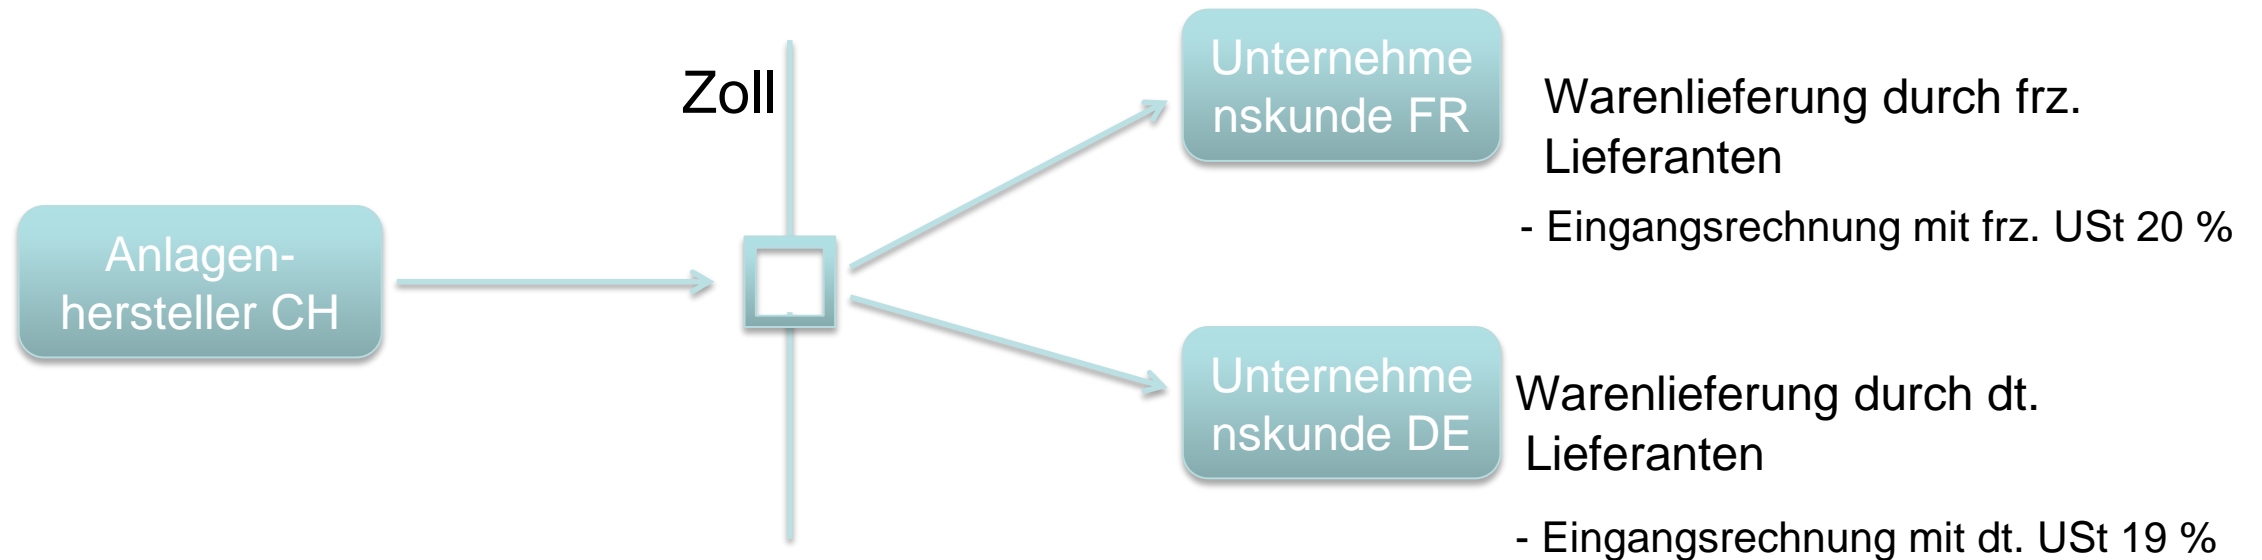 Zoll
Anlagen-
hersteller CH
Unternehme
nskunde FR
Warenlieferung durch frz.
Lieferanten
- Eingangsrechnung mit frz. USt 20 %
Unternehme
nskunde DE
Warenlieferung durch dt.
Lieferanten
- Eingangsrechnung mit dt. USt 19 %